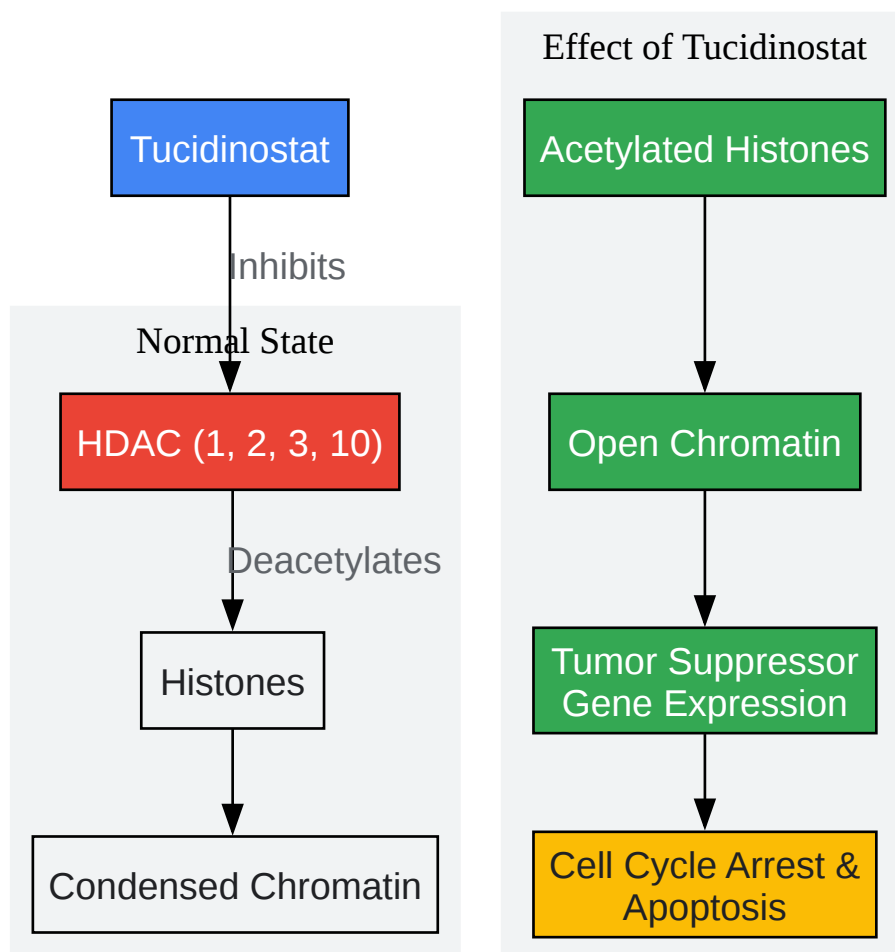 Tucidinostat
Inhibits
Normal State
HDAC (1, 2, 3, 10)
Deacetylates
Histones
Condensed Chromatin
Effect of Tucidinostat
Acetylated Histones
Open Chromatin
Tumor Suppressor
Gene Expression
Cell Cycle Arrest &
Apoptosis